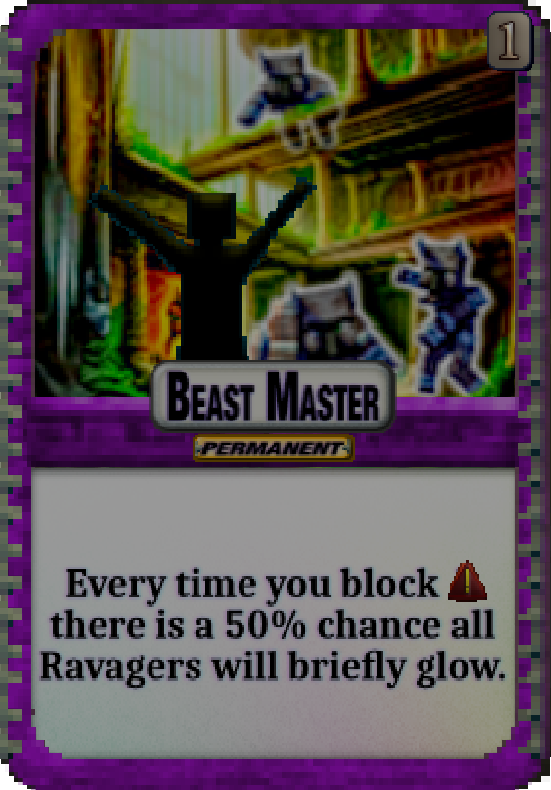 1
BEAST MASTER
·PERMANENT·
Every time you block
there is a 50% chance all
Ravagers will briefly glow.